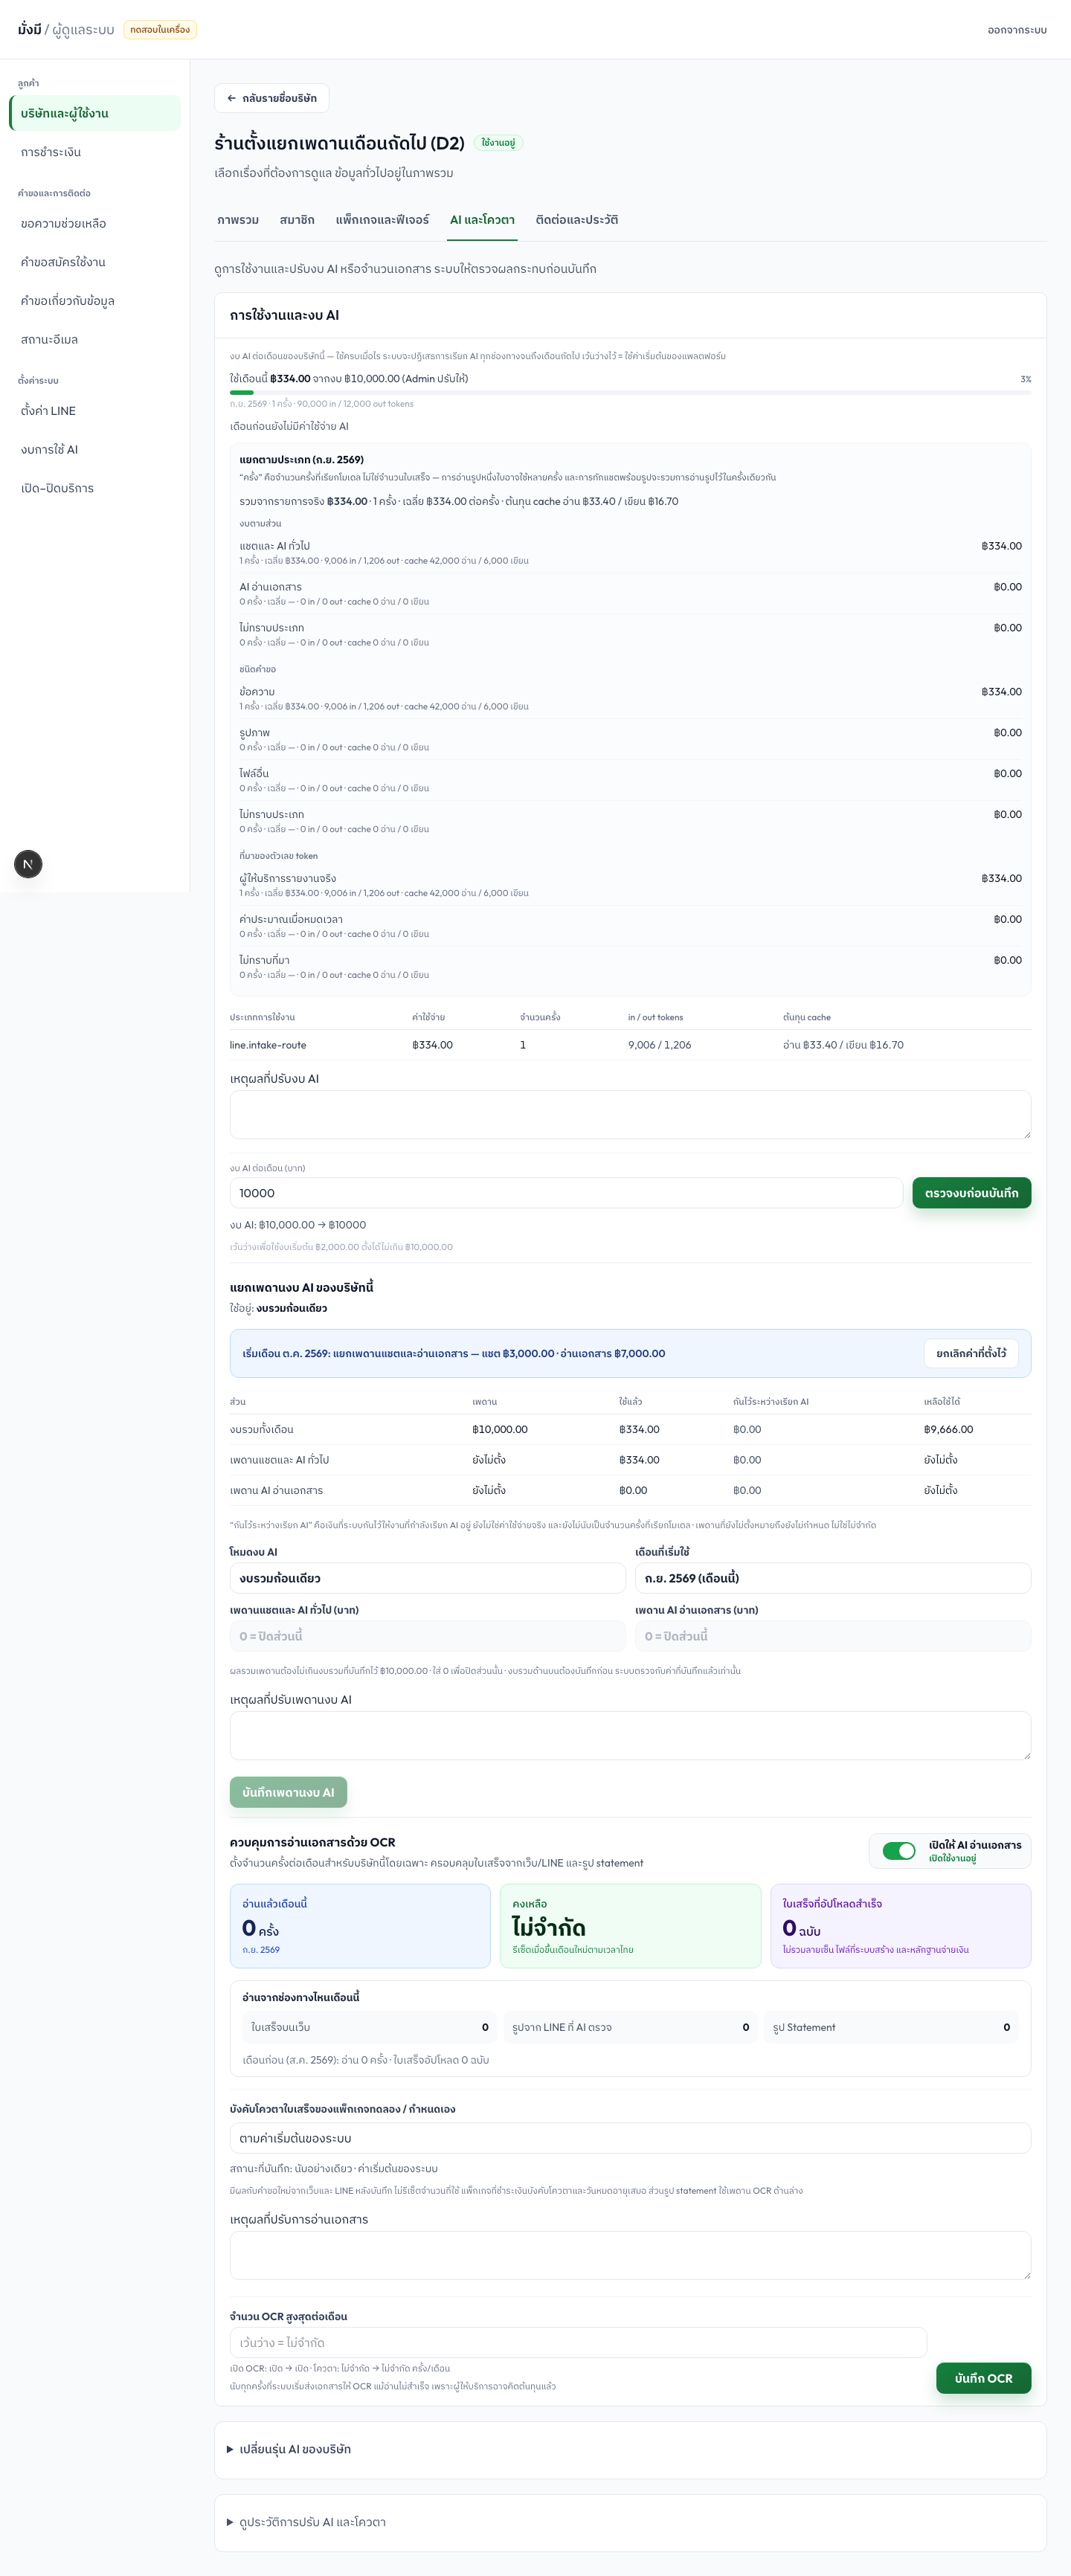 มั่งมี / ผู้ดูแลระบบ ทดสอบในเครื่อง
ออกจากระบบ
ลูกค้า
บริษัทและผู้ใช้งาน
การชำระเงิน
คำขอและการติดต่อ
ขอความช่วยเหลือ
คำขอสมัครใช้งาน
คำขอเกี่ยวกับข้อมูล
สถานะอีเมล
ตั้งค่าระบบ
ตั้งค่า LINE
งบการใช้ AI
เปิด–ปิดบริการ
N
← กลับรายชื่อบริษัท
ร้านตั้งแยกเพดานเดือนถัดไป (D2) ใช้งานอยู่
เลือกเรื่องที่ต้องการดูแล ข้อมูลทั่วไปอยู่ในภาพรวม
ภาพรวม สมาชิก แพ็กเกจและฟีเจอร์ AI และโควตา ติดต่อและประวัติ
ดูการใช้งานและปรับงบ AI หรือจำนวนเอกสาร ระบบให้ตรวจผลกระทบก่อนบันทึก
การใช้งานและงบ AI
งบ AI ต่อเดือนของบริษัทนี้ — ใช้ครบเมื่อไร ระบบจะปฏิเสธการเรียก AI ทุกช่องทางจนถึงเดือนถัดไป เว้นว่างไว้ = ใช้ค่าเริ่มต้นของแพลตฟอร์ม
ใช้เดือนนี้ ฿334.00 จากงบ ฿10,000.00 (Admin ปรับให้) 3%
ก.ย. 2569 · 1 ครั้ง · 90,000 in / 12,000 out tokens
เดือนก่อนยังไม่มีค่าใช้จ่าย AI
แยกตามประเภท (ก.ย. 2569)
“ครั้ง” คือจำนวนครั้งที่เรียกโมเดล ไม่ใช่จำนวนใบเสร็จ — การอ่านรูปหนึ่งใบอาจใช้หลายครั้ง และการทักแชตพร้อมรูปจะรวมการอ่านรูปไว้ในครั้งเดียวกัน
รวมจากรายการจริง ฿334.00 · 1 ครั้ง · เฉลี่ย ฿334.00 ต่อครั้ง · ต้นทุน cache อ่าน ฿33.40 / เขียน ฿16.70
งบตามส่วน
แชตและ AI ทั่วไป ฿334.00
1 ครั้ง · เฉลี่ย ฿334.00 · 9,006 in / 1,206 out · cache 42,000 อ่าน / 6,000 เขียน
AI อ่านเอกสาร ฿0.00
0 ครั้ง · เฉลี่ย — · 0 in / 0 out · cache 0 อ่าน / 0 เขียน
ไม่ทราบประเภท ฿0.00
0 ครั้ง · เฉลี่ย — · 0 in / 0 out · cache 0 อ่าน / 0 เขียน
ชนิดคำขอ
ข้อความ ฿334.00
1 ครั้ง · เฉลี่ย ฿334.00 · 9,006 in / 1,206 out · cache 42,000 อ่าน / 6,000 เขียน
รูปภาพ ฿0.00
0 ครั้ง · เฉลี่ย — · 0 in / 0 out · cache 0 อ่าน / 0 เขียน
ไฟล์อื่น ฿0.00
0 ครั้ง · เฉลี่ย — · 0 in / 0 out · cache 0 อ่าน / 0 เขียน
ไม่ทราบประเภท ฿0.00
0 ครั้ง · เฉลี่ย — · 0 in / 0 out · cache 0 อ่าน / 0 เขียน
ที่มาของตัวเลข token
ผู้ให้บริการรายงานจริง ฿334.00
1 ครั้ง · เฉลี่ย ฿334.00 · 9,006 in / 1,206 out · cache 42,000 อ่าน / 6,000 เขียน
ค่าประมาณเมื่อหมดเวลา ฿0.00
0 ครั้ง · เฉลี่ย — · 0 in / 0 out · cache 0 อ่าน / 0 เขียน
ไม่ทราบที่มา ฿0.00
0 ครั้ง · เฉลี่ย — · 0 in / 0 out · cache 0 อ่าน / 0 เขียน
ประเภทการใช้งาน ค่าใช้จ่าย จำนวนครั้ง in / out tokens ต้นทุน cache
line.intake-route ฿334.00 1 9,006 / 1,206 อ่าน ฿33.40 / เขียน ฿16.70
เหตุผลที่ปรับงบ AI
งบ AI ต่อเดือน (บาท)
10000 ตรวจงบก่อนบันทึก
งบ AI: ฿10,000.00 → ฿10000
เว้นว่างเพื่อใช้งบเริ่มต้น ฿2,000.00 ตั้งได้ไม่เกิน ฿10,000.00
แยกเพดานงบ AI ของบริษัทนี้
ใช้อยู่: งบรวมก้อนเดียว
เริ่มเดือน ต.ค. 2569: แยกเพดานแชตและอ่านเอกสาร — แชต ฿3,000.00 · อ่านเอกสาร ฿7,000.00 ยกเลิกค่าที่ตั้งไว้
ส่วน เพดาน ใช้แล้ว กันไว้ระหว่างเรียก AI เหลือใช้ได้
งบรวมทั้งเดือน ฿10,000.00 ฿334.00 ฿0.00 ฿9,666.00
เพดานแชตและ AI ทั่วไป ยังไม่ตั้ง ฿334.00 ฿0.00 ยังไม่ตั้ง
เพดาน AI อ่านเอกสาร ยังไม่ตั้ง ฿0.00 ฿0.00 ยังไม่ตั้ง
“กันไว้ระหว่างเรียก AI” คือเงินที่ระบบกันไว้ให้งานที่กำลังเรียก AI อยู่ ยังไม่ใช่ค่าใช้จ่ายจริง และยังไม่นับเป็นจำนวนครั้งที่เรียกโมเดล · เพดานที่ยังไม่ตั้งหมายถึงยังไม่กำหนด ไม่ใช่ไม่จำกัด
โหมดงบ AI เดือนที่เริ่มใช้
งบรวมก้อนเดียว ก.ย. 2569 (เดือนนี้)
เพดานแชตและ AI ทั่วไป (บาท) เพดาน AI อ่านเอกสาร (บาท)
0 = ปิดส่วนนี้ 0 = ปิดส่วนนี้
ผลรวมเพดานต้องไม่เกินงบรวมที่บันทึกไว้ ฿10,000.00 · ใส่ 0 เพื่อปิดส่วนนั้น · งบรวมด้านบนต้องบันทึกก่อน ระบบตรวจกับค่าที่บันทึกแล้วเท่านั้น
เหตุผลที่ปรับเพดานงบ AI
บันทึกเพดานงบ AI
ควบคุมการอ่านเอกสารด้วย OCR
ตั้งจำนวนครั้งต่อเดือนสำหรับบริษัทนี้โดยเฉพาะ ครอบคลุมใบเสร็จจากเว็บ/LINE และรูป statement
เปิดให้ AI อ่านเอกสาร
เปิดใช้งานอยู่
อ่านแล้วเดือนนี้
0 ครั้ง
ก.ย. 2569
คงเหลือ
ไม่จำกัด
รีเซ็ตเมื่อขึ้นเดือนใหม่ตามเวลาไทย
ใบเสร็จที่อัปโหลดสำเร็จ
0 ฉบับ
ไม่รวมลายเซ็น ไฟล์ที่ระบบสร้าง และหลักฐานจ่ายเงิน
อ่านจากช่องทางไหนเดือนนี้
ใบเสร็จบนเว็บ 0 รูปจาก LINE ที่ AI ตรวจ 0 รูป Statement 0
เดือนก่อน (ส.ค. 2569): อ่าน 0 ครั้ง · ใบเสร็จอัปโหลด 0 ฉบับ
บังคับโควตาใบเสร็จของแพ็กเกจทดลอง / กำหนดเอง
ตามค่าเริ่มต้นของระบบ
สถานะที่บันทึก: นับอย่างเดียว · ค่าเริ่มต้นของระบบ
มีผลกับคำขอใหม่จากเว็บและ LINE หลังบันทึก ไม่รีเซ็ตจำนวนที่ใช้ แพ็กเกจที่ชำระเงินบังคับโควตาและวันหมดอายุเสมอ ส่วนรูป statement ใช้เพดาน OCR ด้านล่าง
เหตุผลที่ปรับการอ่านเอกสาร
จำนวน OCR สูงสุดต่อเดือน
เว้นว่าง = ไม่จำกัด
เปิด OCR: เปิด → เปิด · โควตา: ไม่จำกัด → ไม่จำกัด ครั้ง/เดือน
นับทุกครั้งที่ระบบเริ่มส่งเอกสารให้ OCR แม้อ่านไม่สำเร็จ เพราะผู้ให้บริการอาจคิดต้นทุนแล้ว
บันทึก OCR
▶ เปลี่ยนรุ่น AI ของบริษัท
▶ ดูประวัติการปรับ AI และโควตา